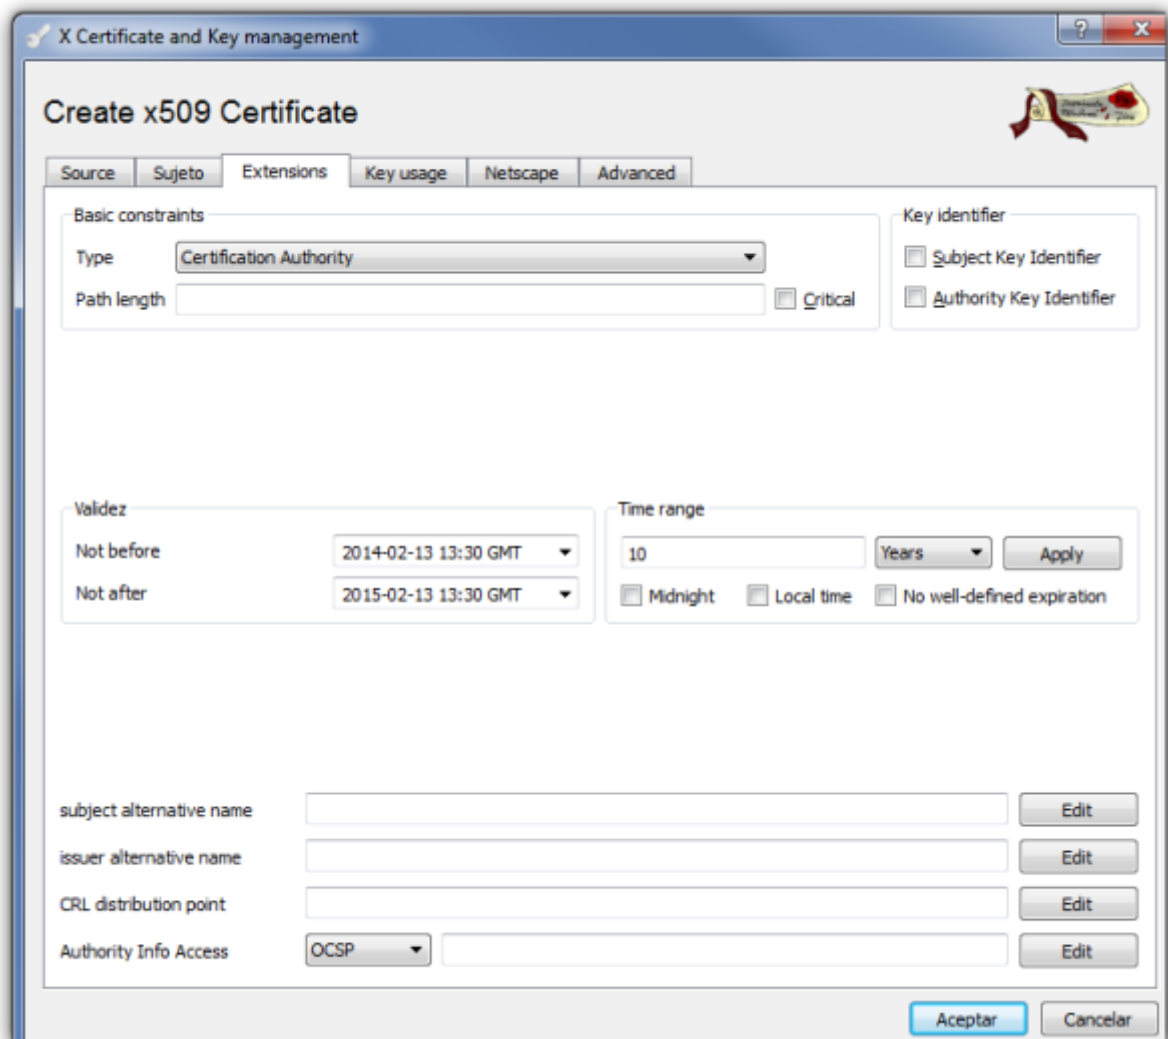 X Certificate and Key management
Create x509 Certificate
Source Sujeto Extensions Key usage Netscape Advanced
Basic constraints
Type Certification Authority
Path length Critical
Key identifier
Subject Key Identifier
Authority Key Identifier
Validez
Not before 2014-02-13 13:30 GMT
Not after 2015-02-13 13:30 GMT
Time range
10 Years Apply
Midnight Local time No well-defined expiration
subject alternative name Edit
issuer alternative name Edit
CRL distribution point Edit
Authority Info Access OCSP Edit
Aceptar Cancelar